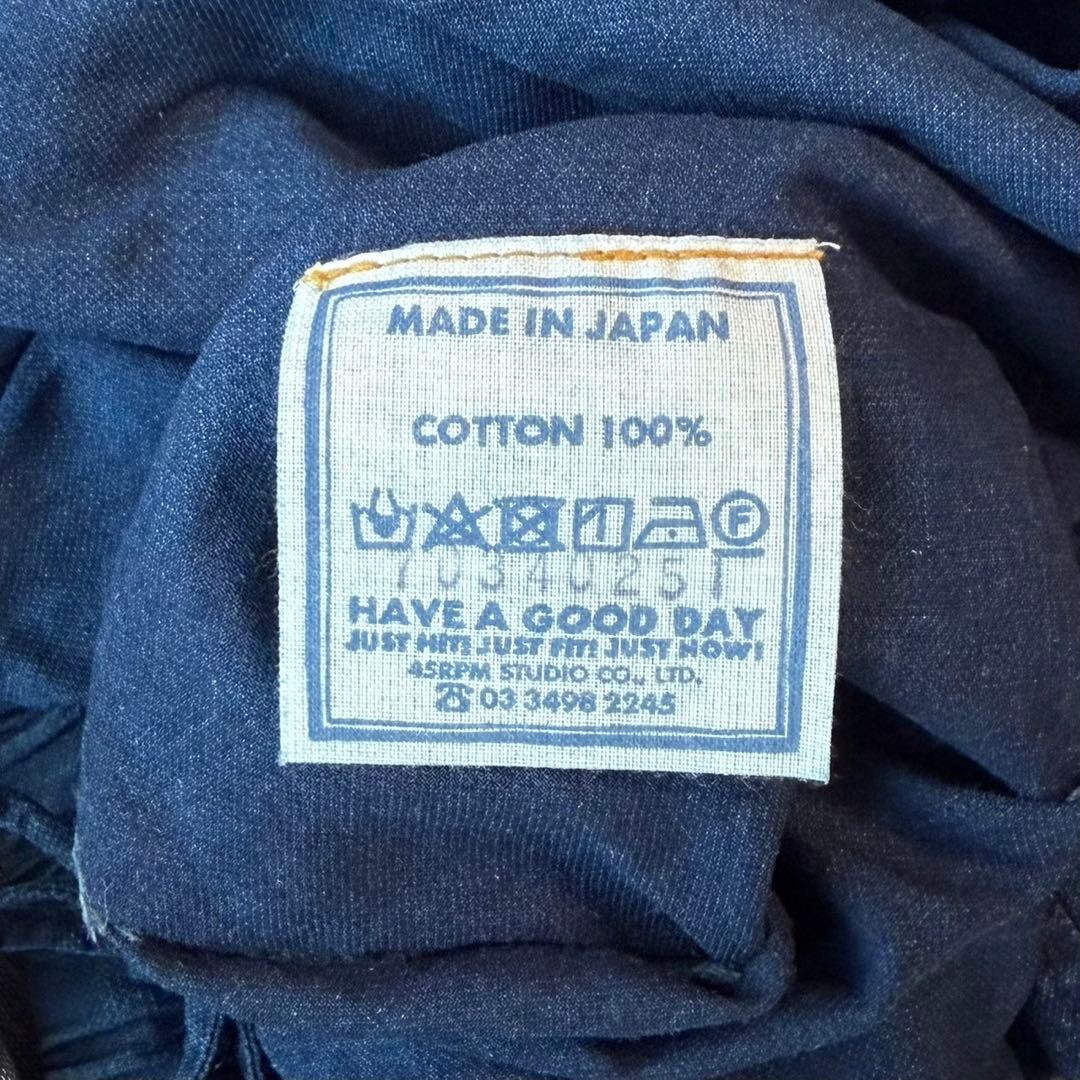 MADE IN JAPAN
COTTON 100%
F
70340251
HAVE A GOOD DAY
JUST HIT! JUST FIT! JUST NOW!
45RPM STUDIO CO., LTD.
☎ 03 3498 2245